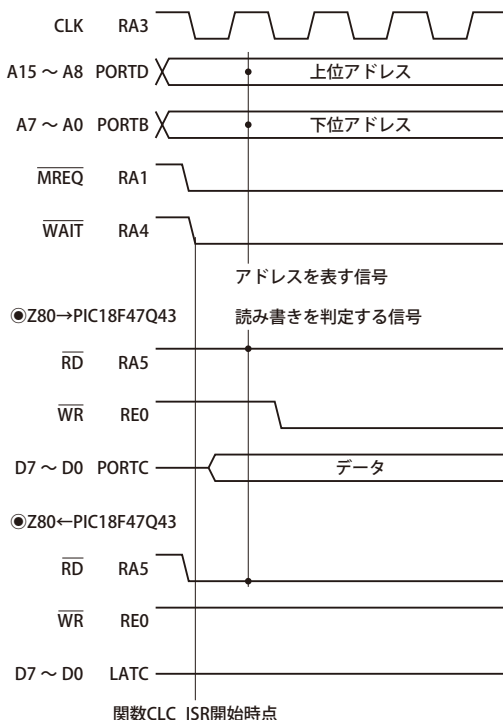 CLK RA3
A15 ～ A8 PORTD 上位アドレス
A7 ～ A0 PORTB 下位アドレス
MREQ RA1
WAIT RA4
アドレスを表す信号
◉Z80→PIC18F47Q43 読み書きを判定する信号
RD RA5
WR RE0
D7 ～ D0 PORTC データ
◉Z80←PIC18F47Q43
RD RA5
WR RE0
D7 ～ D0 LATC
関数CLC_ISR開始時点